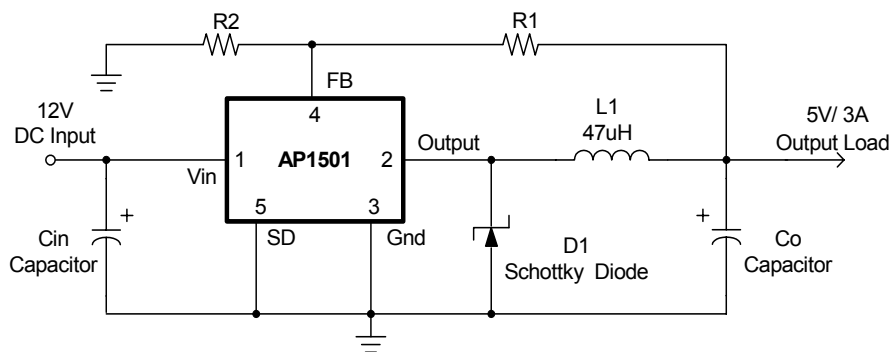 R2
R1
FB
12V
DC Input
4
L1
47uH
5V/ 3A
Output Load
Vin
1
AP1501
2
Output
5
3
SD
Gnd
+
Cin
Capacitor
D1
Schottky Diode
+
Co
Capacitor